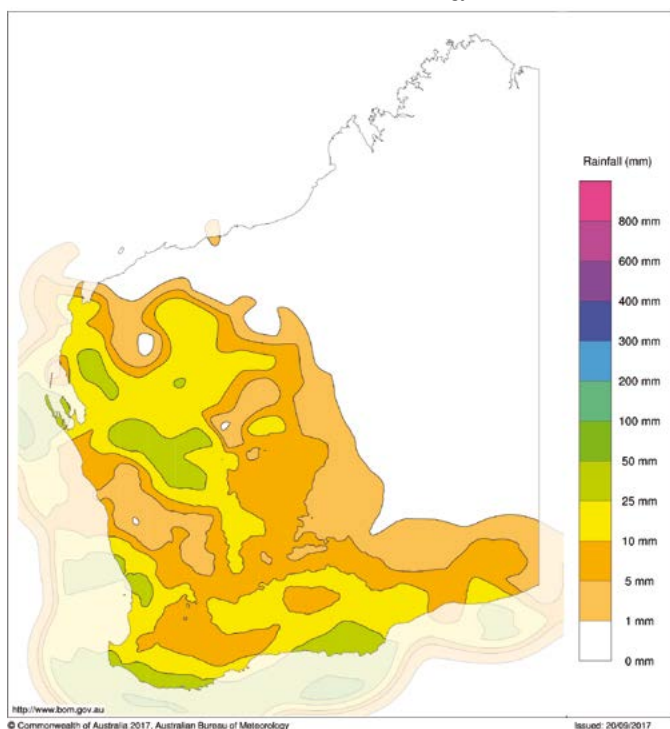 Rainfall (mm)
800 mm
600 mm
400 mm
300 mm
200 mm
100 mm
50 mm
25 mm
10 mm
5 mm
1 mm
0 mm
http://www.bom.gov.au
© Commonwealth of Australia 2017, Australian Bureau of Meteorology
Issued: 20/09/2017